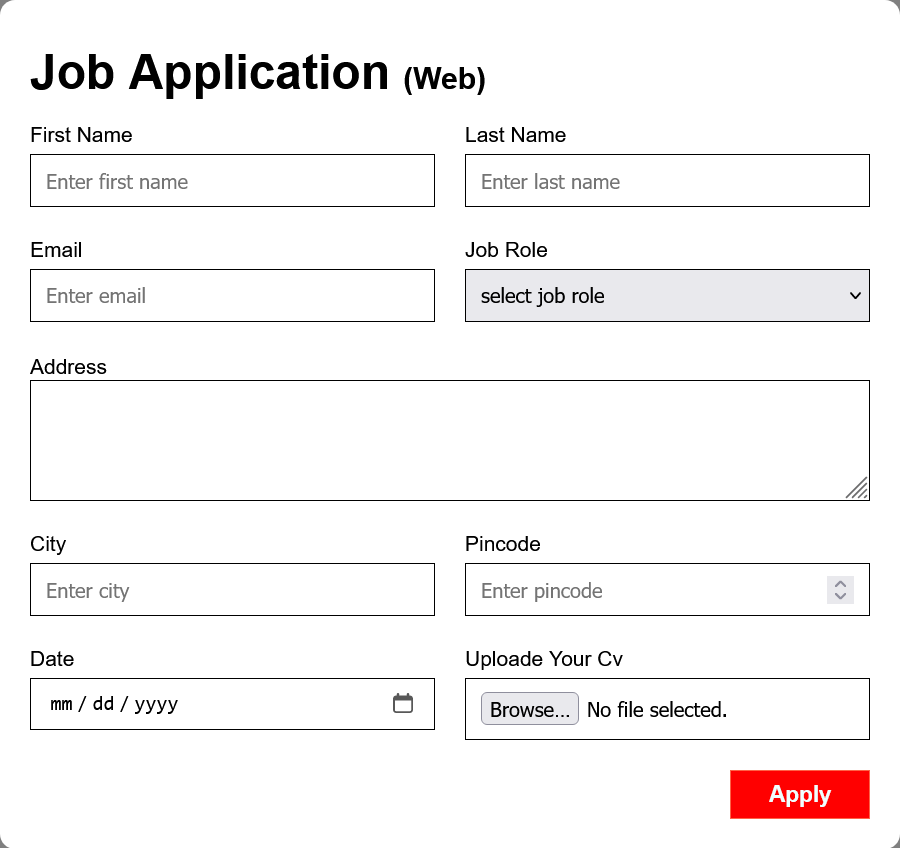 Job Application (Web)
First Name
Last Name
Enter first name
Enter last name
Email
Job Role
Enter email
select job role
Address
City
Pincode
Enter city
Enter pincode
Date
Uploade Your Cv
mm / dd / yyyy
Browse... No file selected.
Apply